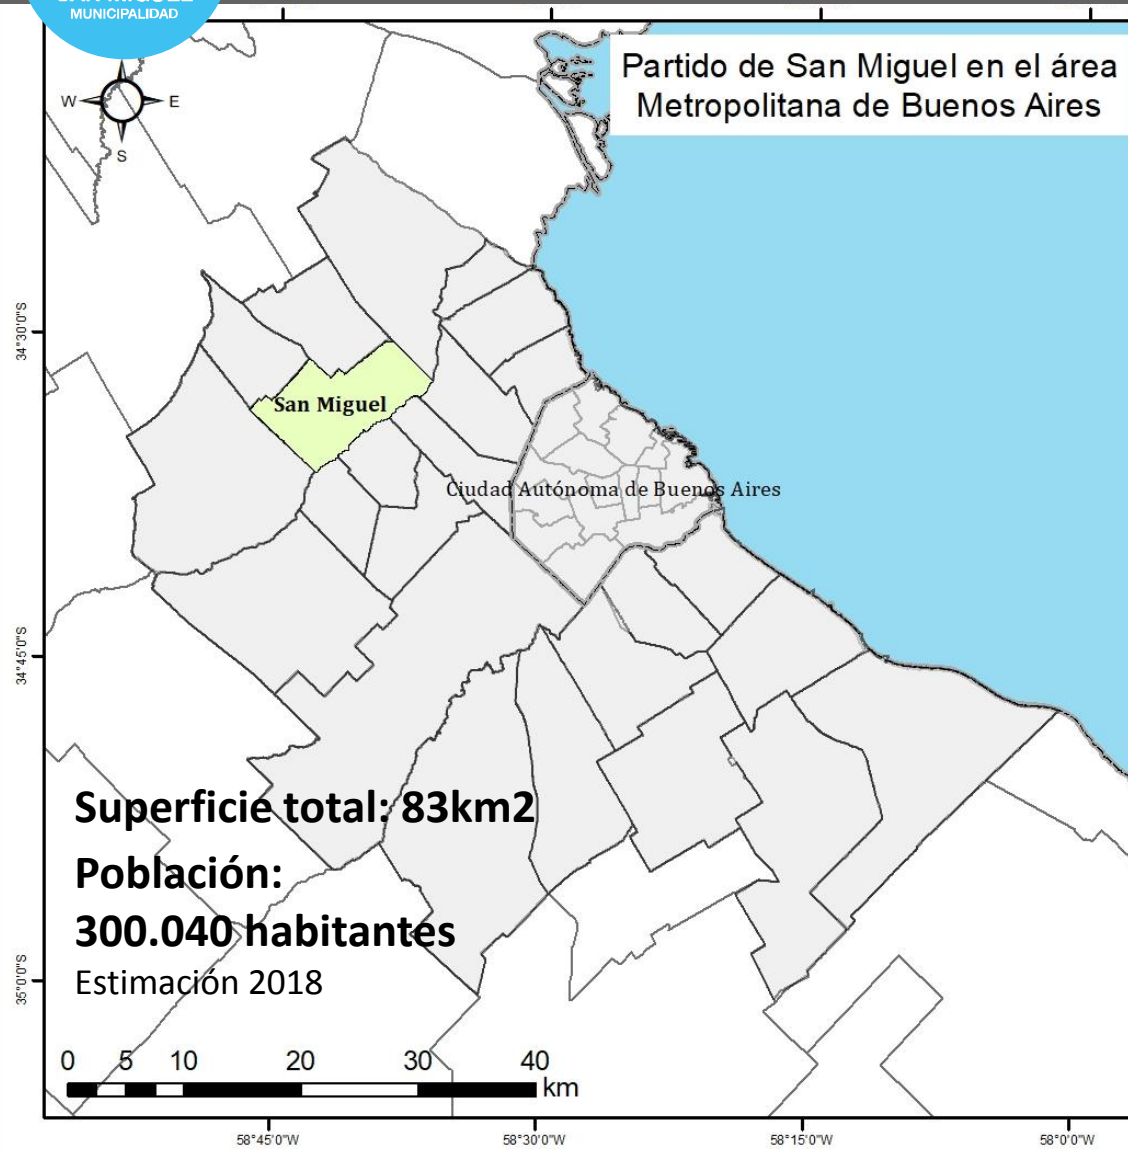 MUNICIPALIDAD
Partido de San Miguel en el área
Metropolitana de Buenos Aires
W
E
S
34°30'0"S
San Miguel
Ciudad Autónoma de Buenos Aires
34°45'0"S
Superficie total: 83km2
Población:
300.040 habitantes
Estimación 2018
35°0'0"S
0 5 10 20 30 40
km
58°45'0"W 58°30'0"W 58°15'0"W 58°0'0"W